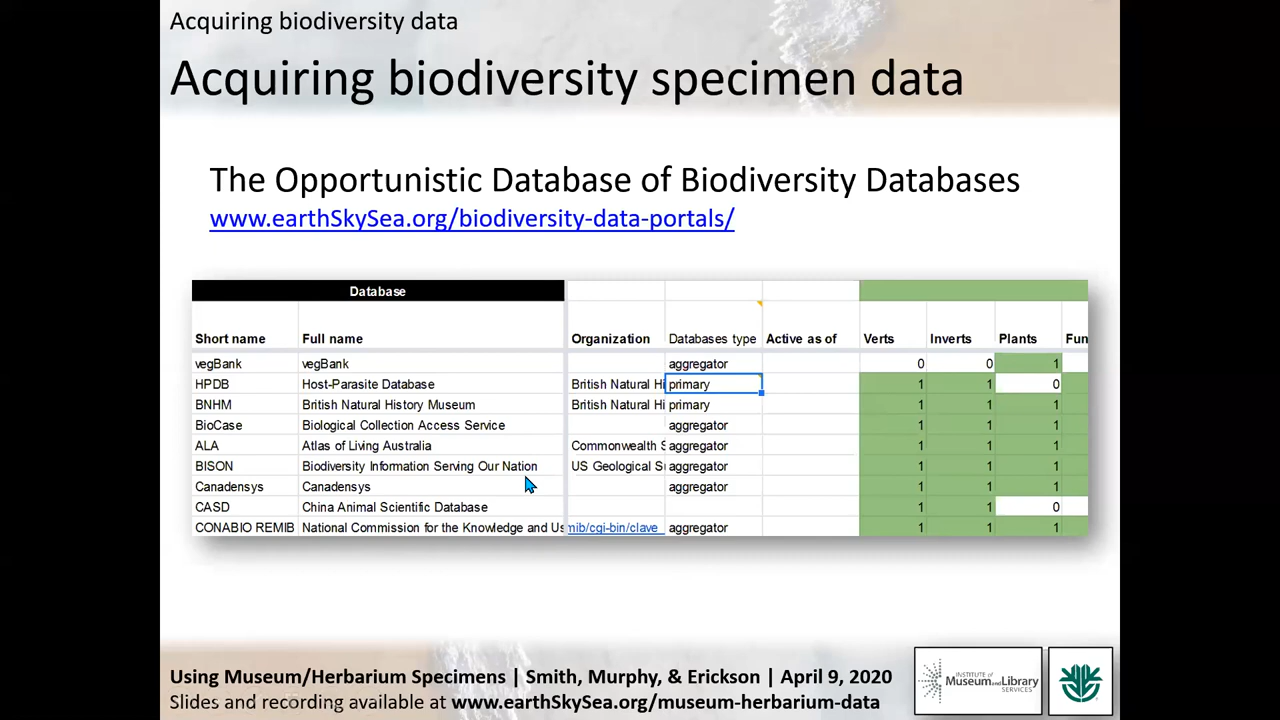 Acquiring biodiversity data
Acquiring biodiversity specimen data
The Opportunistic Database of Biodiversity Databases
www.earthSkySea.org/biodiversity-data-portals/
Database
Short name Full name Organization Databases type Active as of Verts Inverts Plants Fun
vegBank vegBank aggregator 0 0 1
HPDB Host-Parasite Database British Natural Hi primary 1 1 0
BNHM British Natural History Museum British Natural Hi primary 1 1 1
BioCase Biological Collection Access Service aggregator 1 1 1
ALA Atlas of Living Australia Commonwealth S aggregator 1 1 1
BISON Biodiversity Information Serving Our Nation US Geological Su aggregator 1 1 1
Canadensys Canadensys aggregator 1 1 1
CASD China Animal Scientific Database 1 1 0
CONABIO REMIB National Commission for the Knowledge and Us mib/cgi-bin/clave aggregator 1 1 1
Using Museum/Herbarium Specimens | Smith, Murphy, & Erickson | April 9, 2020
Slides and recording available at www.earthSkySea.org/museum-herbarium-data
INSTITUTE of
Museum and Library
SERVICES